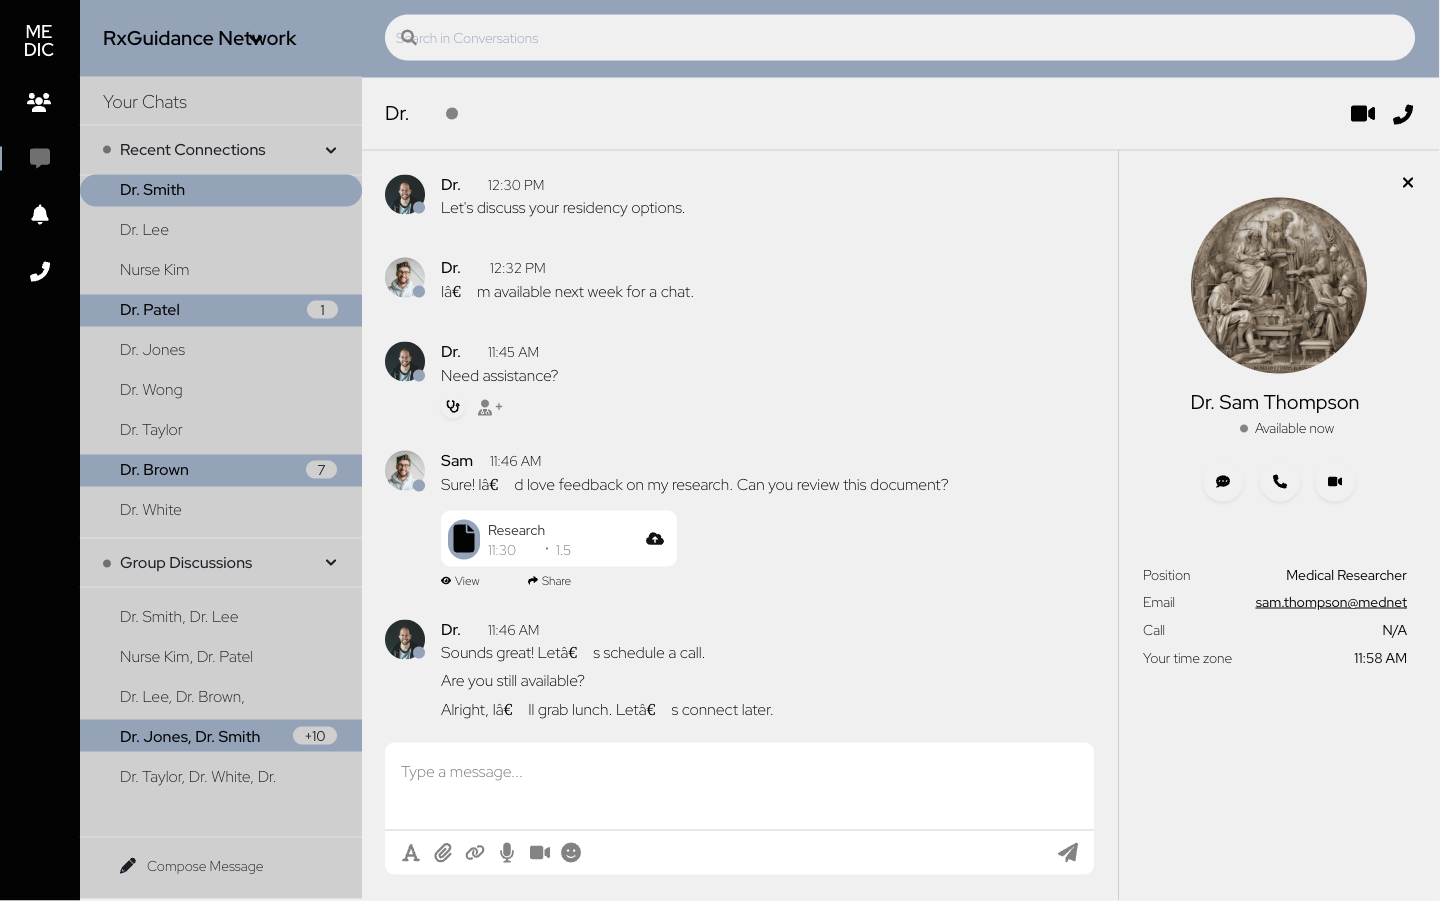 ME
DIC
RxGuidance Network
Search in Conversations
Your Chats
Recent Connections
Dr. Smith
Dr. Lee
Nurse Kim
Dr. Patel 1
Dr. Jones
Dr. Wong
Dr. Taylor
Dr. Brown 7
Dr. White
Group Discussions
Dr. Smith, Dr. Lee
Nurse Kim, Dr. Patel
Dr. Lee, Dr. Brown,
Dr. Jones, Dr. Smith +10
Dr. Taylor, Dr. White, Dr.
Compose Message
Dr.
Dr. 12:30 PM
Let's discuss your residency options.
Dr. 12:32 PM
Iâ€ m available next week for a chat.
Dr. 11:45 AM
Need assistance?
Sam 11:46 AM
Sure! Iâ€ d love feedback on my research. Can you review this document?
Research
11:30 · 1.5
View Share
Dr. 11:46 AM
Sounds great! Letâ€ s schedule a call.
Are you still available?
Alright, Iâ€ ll grab lunch. Letâ€ s connect later.
Type a message...
Dr. Sam Thompson
Available now
Position Medical Researcher
Email sam.thompson@mednet
Call N/A
Your time zone 11:58 AM